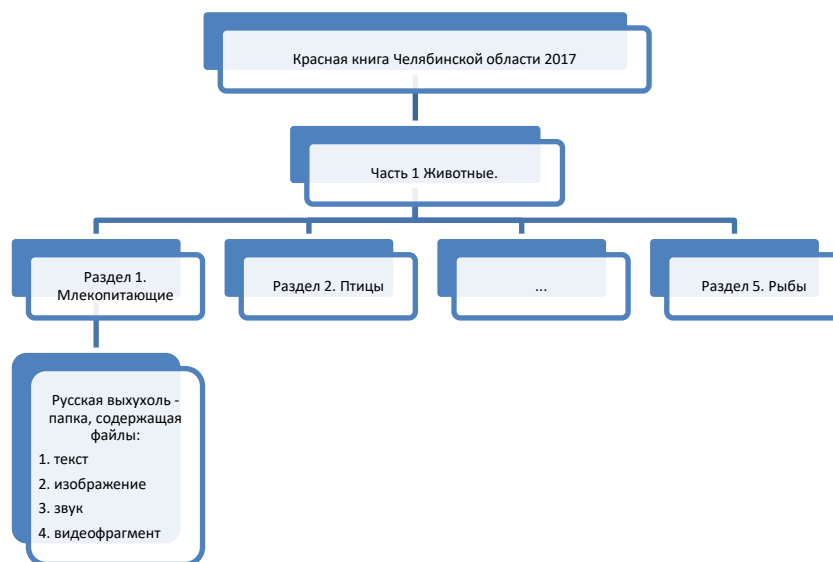 Красная книга Челябинской области 2017
Часть 1 Животные.
Раздел 1.
Млекопитающие
Раздел 2. Птицы
...
Раздел 5. Рыбы
Русская выхухоль -
папка, содержащая
файлы:
1. текст
2. изображение
3. звук
4. видеофрагмент